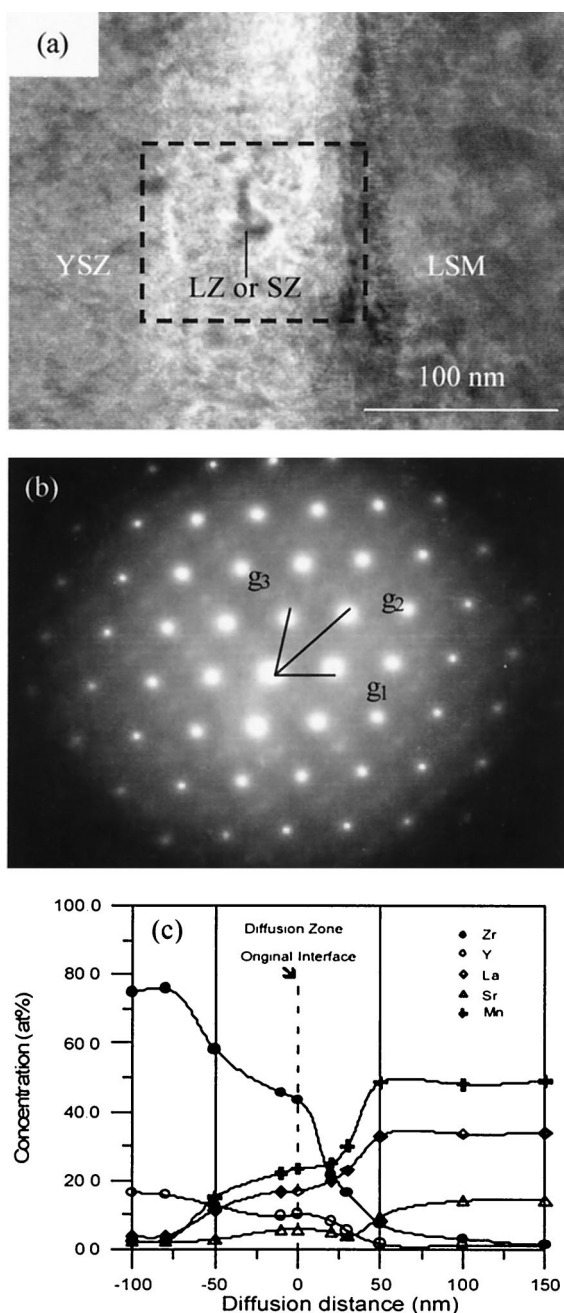 (a)
YSZ
LZ or SZ
LSM
100 nm
(b)
g3
g2
g1
(c)
Diffusion Zone
Original Interface
Zr
Y
La
Sr
Mn
Concentration (at%)
100 0
80 0
60 0
40 0
20 0
0 0
-100 -50 0 50 100 150
Diffusion distance (nm)